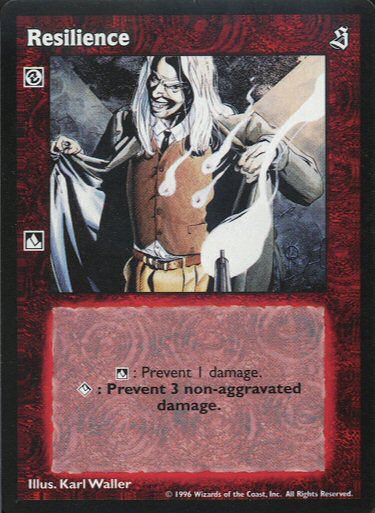 Resilience
: Prevent 1 damage.
: Prevent 3 non-aggravated
damage.
Illus. Karl Waller
© 1996 Wizards of the Coast, Inc. All Rights Reserved.